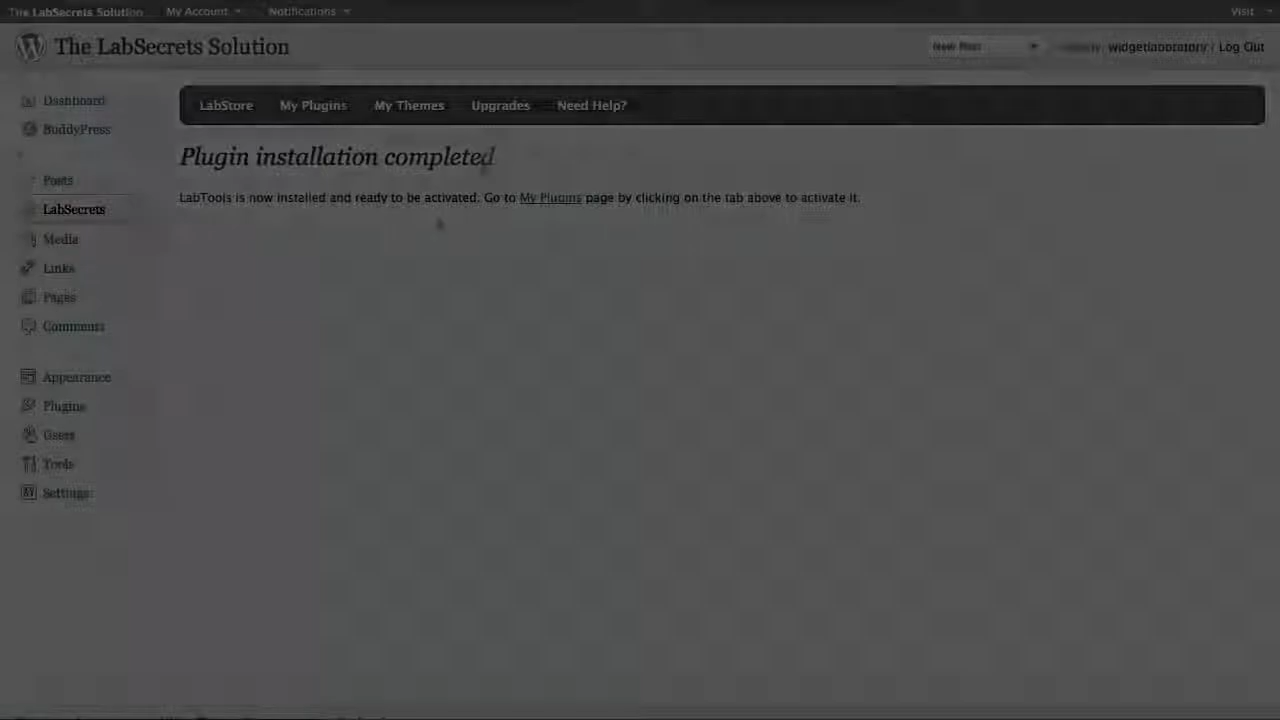 The LabSecrets Solution My Account Notifications Visit
The LabSecrets Solution
New Post widgetlaboratory | Log Out
Dashboard
BuddyPress
Posts
LabSecrets
Media
Links
Pages
Comments
Appearance
Plugins
Users
Tools
Settings
LabStore My Plugins My Themes Upgrades Need Help?
Plugin installation completed
LabTools is now installed and ready to be activated. Go to My Plugins page by clicking on the tab above to activate it.